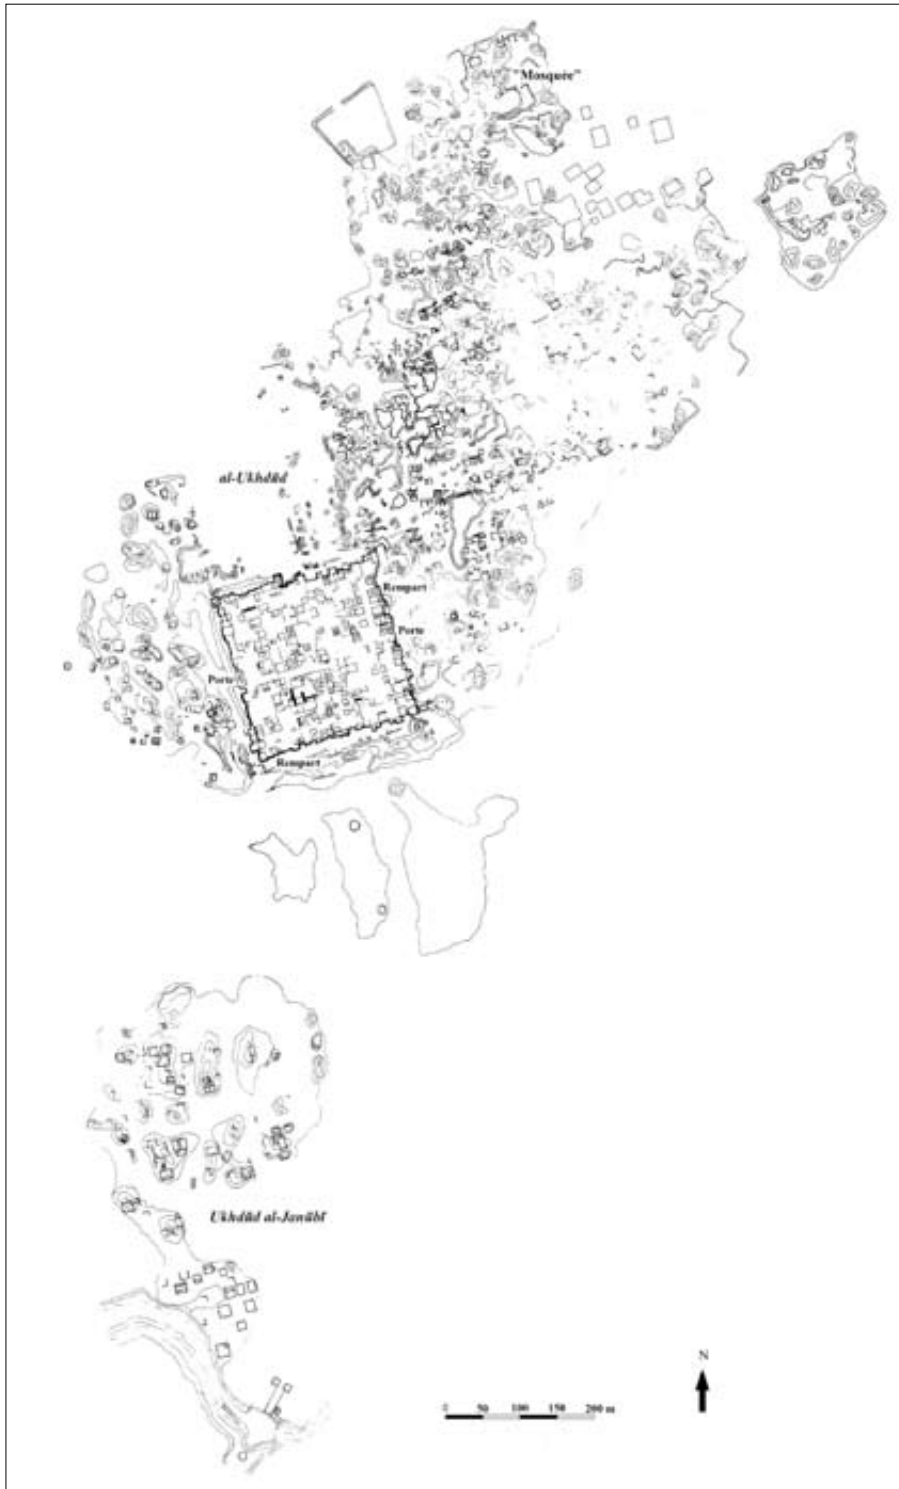 "Mosquée"
al-Ukhdūd
Rempart
Porte
Porte
Rempart
Ukhdūd al-Janūbī
N
0 50 100 150 200 m